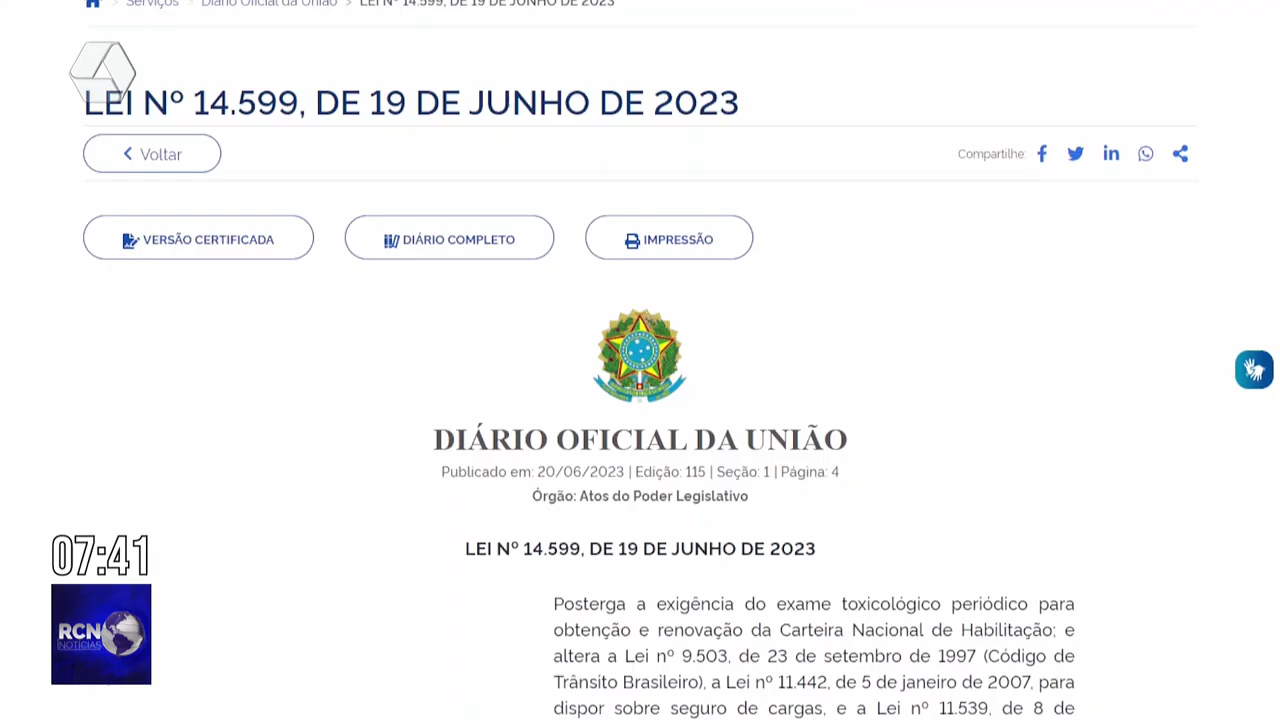 Serviços > Diário Oficial da União > LEI Nº 14.599, DE 19 DE JUNHO DE 2023
LEI Nº 14.599, DE 19 DE JUNHO DE 2023
Voltar
Compartilhe:
VERSÃO CERTIFICADA
DIÁRIO COMPLETO
IMPRESSÃO
DIÁRIO OFICIAL DA UNIÃO
Publicado em: 20/06/2023 | Edição: 115 | Seção: 1 | Página: 4
Órgão: Atos do Poder Legislativo
LEI Nº 14.599, DE 19 DE JUNHO DE 2023
Posterga a exigência do exame toxicológico periódico para
obtenção e renovação da Carteira Nacional de Habilitação; e
altera a Lei nº 9.503, de 23 de setembro de 1997 (Código de
Trânsito Brasileiro), a Lei nº 11.442, de 5 de janeiro de 2007, para
dispor sobre seguro de cargas, e a Lei nº 11.539, de 8 de
07:41
RCN
NOTÍCIAS